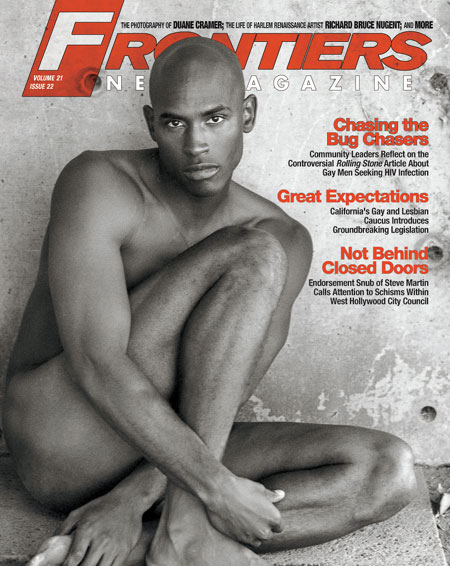 THE PHOTOGRAPHY OF DUANE CRAMER; THE LIFE OF HARLEM RENAISSANCE ARTIST RICHARD BRUCE NUGENT; AND MORE
FRONTIERS
VOLUME 21
ISSUE 22
NE MAGAZINE
Chasing the
Bug Chasers
Community Leaders Reflect on the
Controversial Rolling Stone Article About
Gay Men Seeking HIV Infection
Great Expectations
California's Gay and Lesbian
Caucus Introduces
Groundbreaking Legislation
Not Behind
Closed Doors
Endorsement Snub of Steve Martin
Calls Attention to Schisms Within
West Hollywood City Council